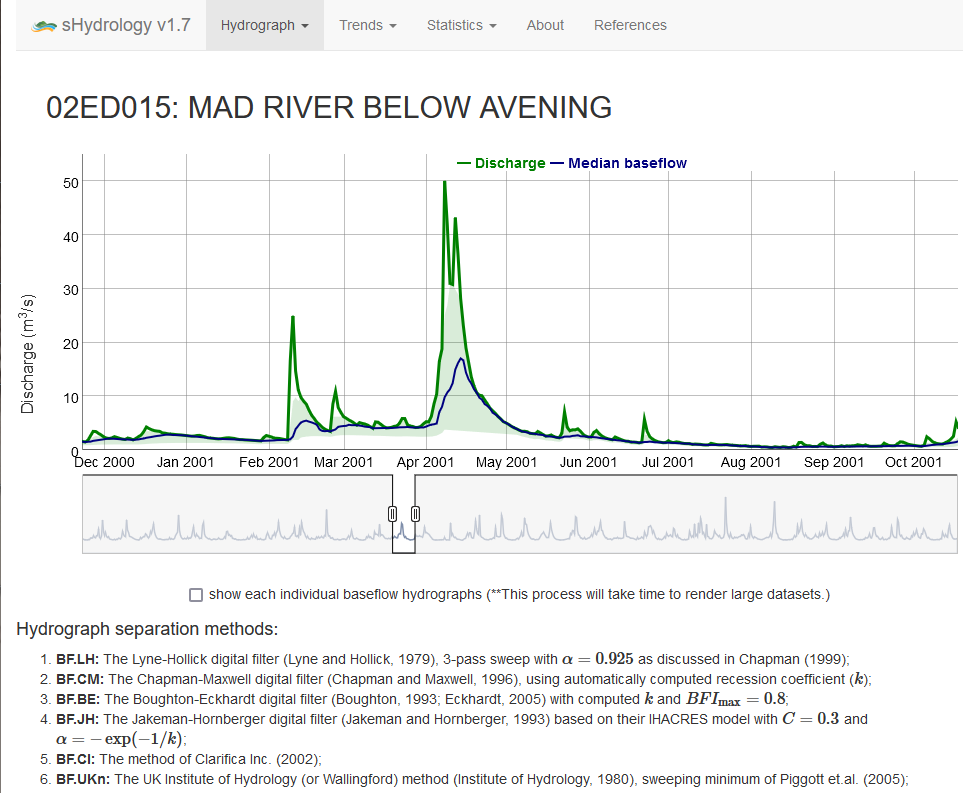 sHydrology v1.7 Hydrograph Trends Statistics About References
02ED015: MAD RIVER BELOW AVENING
Discharge Median baseflow
50
40
30
20
10
0
Discharge (m³/s)
Dec 2000 Jan 2001 Feb 2001 Mar 2001 Apr 2001 May 2001 Jun 2001 Jul 2001 Aug 2001 Sep 2001 Oct 2001
show each individual baseflow hydrographs (**This process will take time to render large datasets.)
Hydrograph separation methods:
1. BF.LH: The Lyne-Hollick digital filter (Lyne and Hollick, 1979), 3-pass sweep with α = 0.925 as discussed in Chapman (1999);
2. BF.CM: The Chapman-Maxwell digital filter (Chapman and Maxwell, 1996), using automatically computed recession coefficient (k);
3. BF.BE: The Boughton-Eckhardt digital filter (Boughton, 1993; Eckhardt, 2005) with computed k and BFImax = 0.8;
4. BF.JH: The Jakeman-Hornberger digital filter (Jakeman and Hornberger, 1993) based on their IHACRES model with C = 0.3 and
α = − exp(−1/k);
5. BF.Cl: The method of Clarifica Inc. (2002);
6. BF.UKn: The UK Institute of Hydrology (or Wallingford) method (Institute of Hydrology, 1980), sweeping minimum of Piggott et.al (2005);